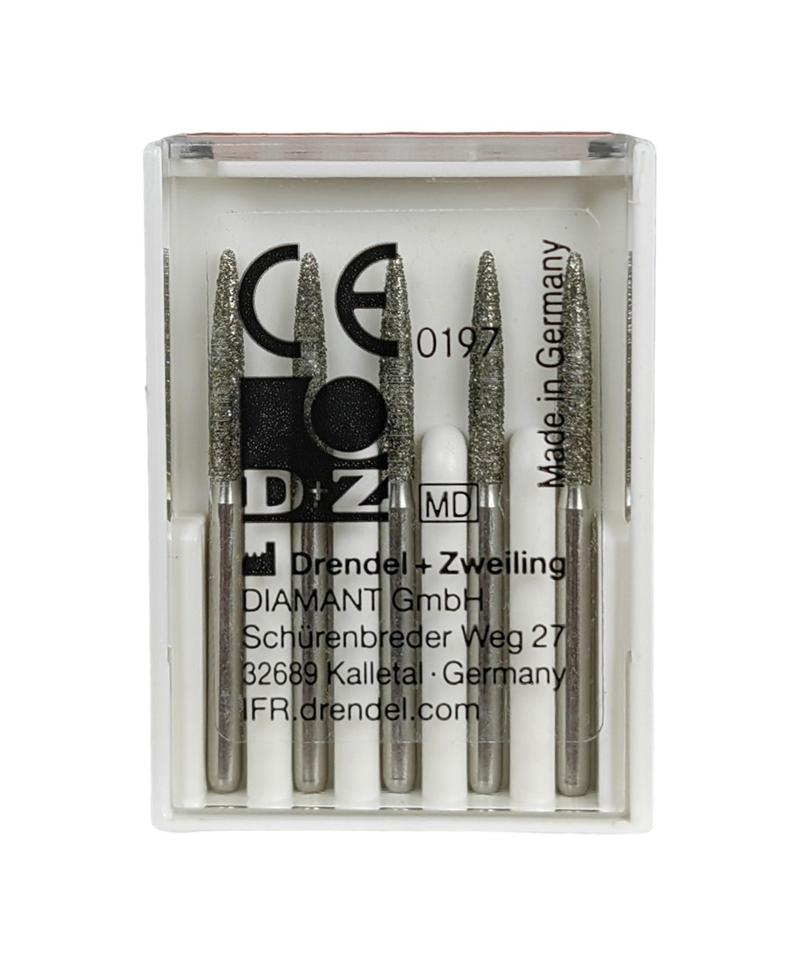 CE
0197
Made in Germany
D+Z
MD
Drendel + Zweiling
DIAMANT GmbH
Schürenbreder Weg 27
32689 Kalletal · Germany
IFR.drendel.com